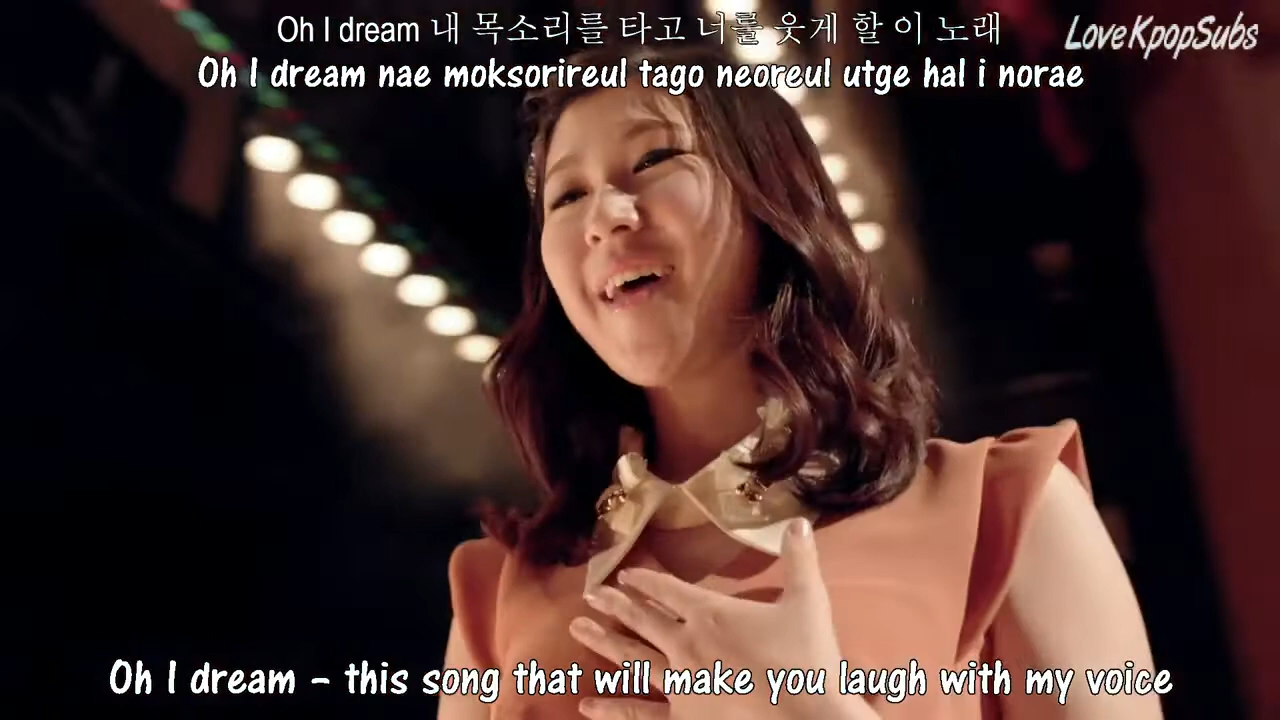 Oh I dream 내 목소리를 타고 너를 웃게 할 이 노래
LoveKpopSubs
Oh I dream nae moksorireul tago neoreul utge hal i norae
Oh I dream – this song that will make you laugh with my voice